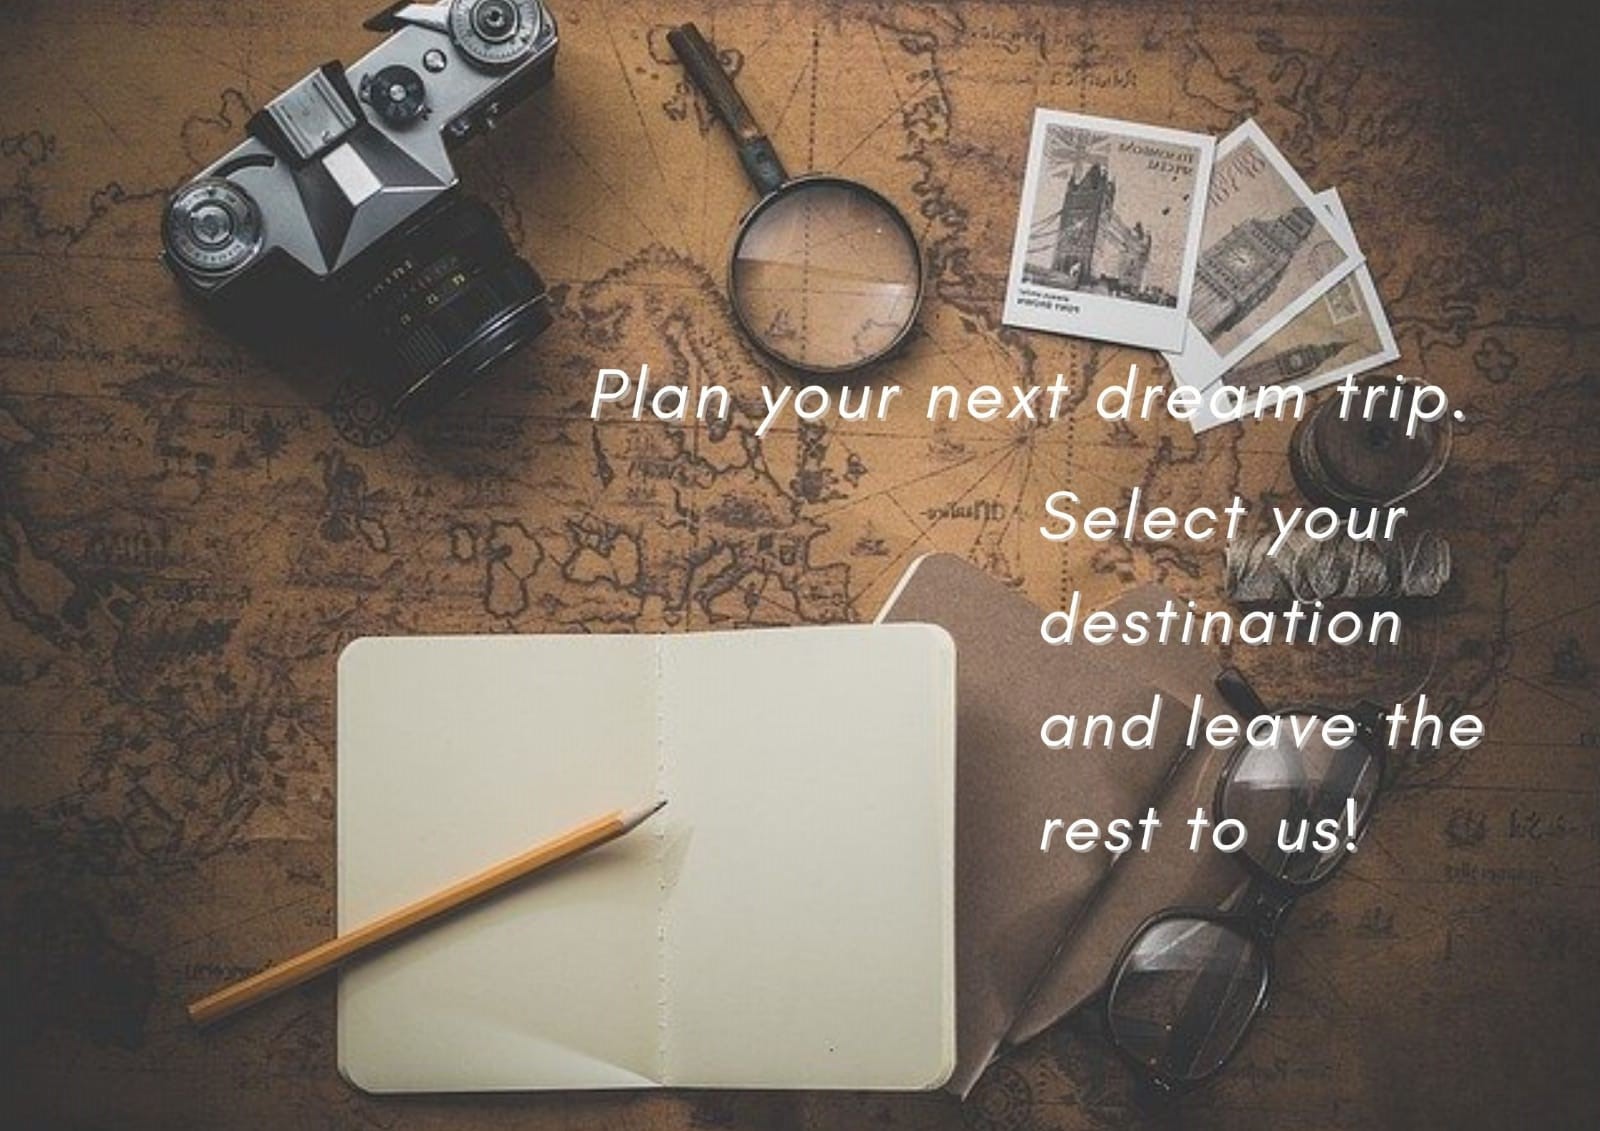 Plan your next dream trip.
Select your
destination
and leave the
rest to us!